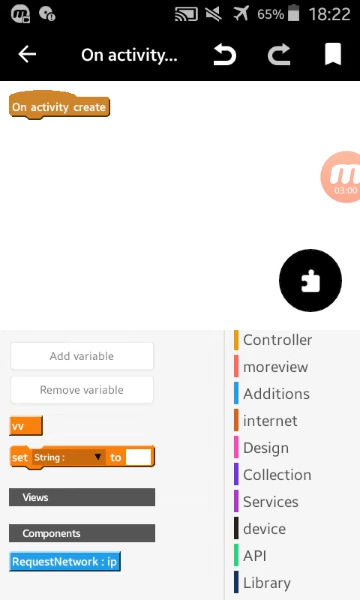 65% 18:22
On activity...
On activity create
03:00
Add variable
Remove variable
vv
set String : to
Views
Components
RequestNetwork : ip
Controller
moreview
Additions
internet
Design
Collection
Services
device
API
Library